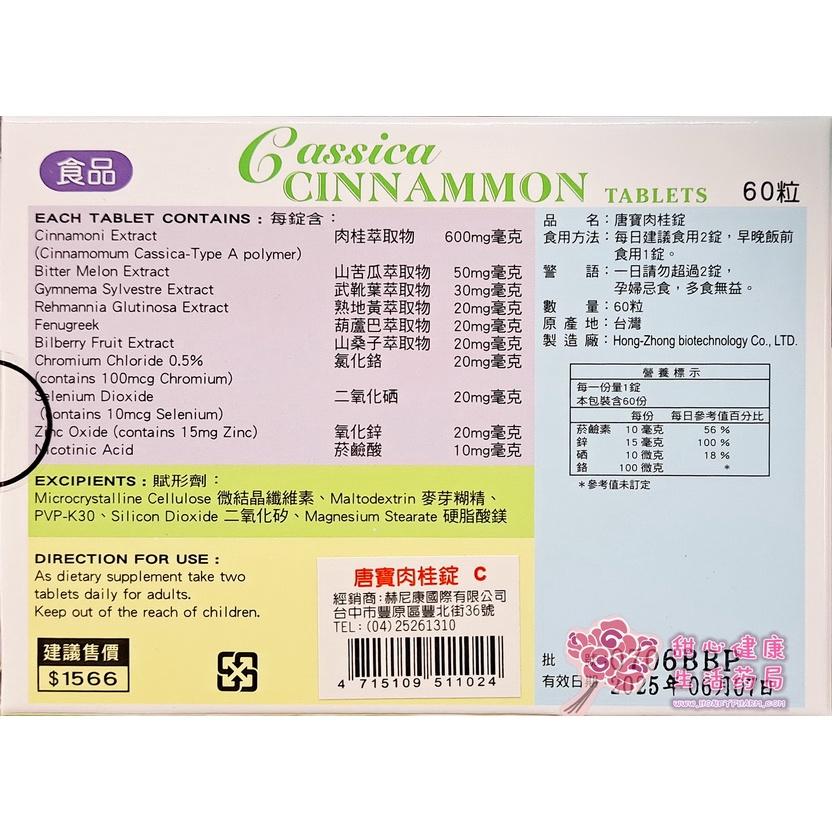 食品
Cassica
CINNAMMON TABLETS 60粒
EACH TABLET CONTAINS : 每錠含：
Cinnamoni Extract 肉桂萃取物 600mg毫克
(Cinnamomum Cassica-Type A polymer)
Bitter Melon Extract 山苦瓜萃取物 50mg毫克
Gymnema Sylvestre Extract 武靴葉萃取物 30mg毫克
Rehmannia Glutinosa Extract 熟地黃萃取物 20mg毫克
Fenugreek 葫蘆巴萃取物 20mg毫克
Bilberry Fruit Extract 山桑子萃取物 20mg毫克
Chromium Chloride 0.5% 氯化鉻 20mg毫克
(contains 100mcg Chromium)
Selenium Dioxide 二氧化硒 20mg毫克
(contains 10mcg Selenium)
Zinc Oxide (contains 15mg Zinc) 氧化鋅 20mg毫克
Nicotinic Acid 菸鹼酸 10mg毫克
EXCIPIENTS : 賦形劑：
Microcrystalline Cellulose 微結晶纖維素、Maltodextrin 麥芽糊精、
PVP-K30、Silicon Dioxide 二氧化矽、Magnesium Stearate 硬脂酸鎂
DIRECTION FOR USE :
As dietary supplement take two
tablets daily for adults.
Keep out of the reach of children.
建議售價
$1566
唐寶肉桂錠 C
經銷商:赫尼康國際有限公司
台中市豐原區豐北街36號
TEL: (04) 25261310
4 715109 511024
品名：唐寶肉桂錠
食用方法：每日建議食用2錠，早晚飯前
食用1錠。
警語：一日請勿超過2錠，
孕婦忌食，多食無益。
數量：60粒
原產地：台灣
製造廠：Hong-Zhong biotechnology Co., LTD.
營養標示
每一份量1錠
本包裝含60份
每份 每日參考值百分比
菸鹼素 10 毫克 56 %
鋅 15 毫克 100 %
硒 10 微克 18 %
鉻 100 微克 *
*參考值未訂定
批
有效日期 2025年 06月07日
甜心健康
生活药局
www.HONEYPHARM.COM